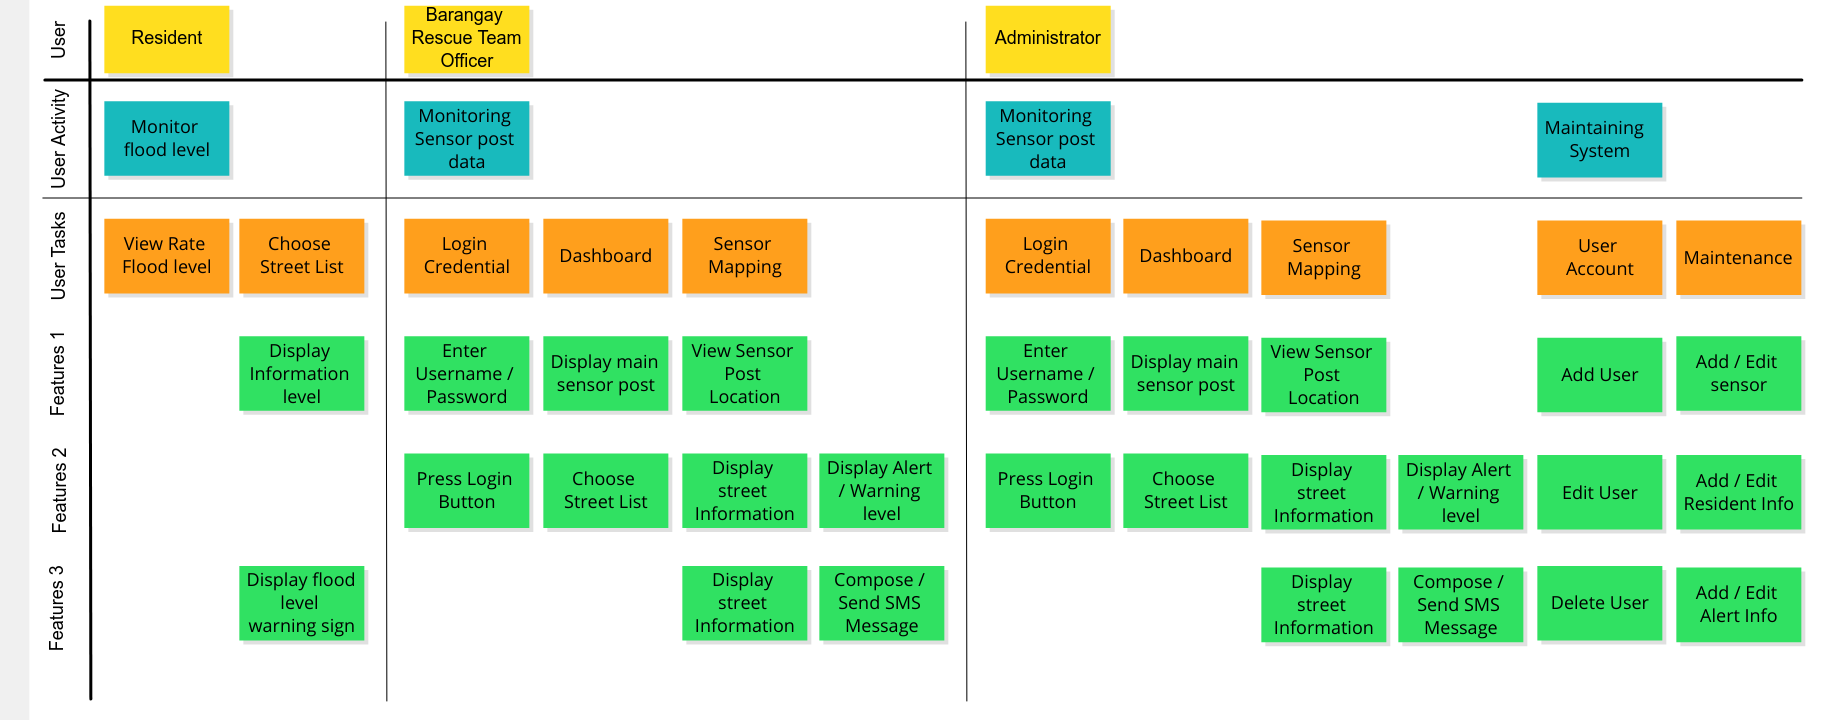 User
Resident
Barangay
Rescue Team
Officer
Administrator
User Activity
Monitor
flood level
Monitoring
Sensor post
data
Monitoring
Sensor post
data
Maintaining
System
User Tasks
View Rate
Flood level
Choose
Street List
Login
Credential
Dashboard
Sensor
Mapping
Login
Credential
Dashboard
Sensor
Mapping
User
Account
Maintenance
Features 1
Display
Information
level
Enter
Username /
Password
Display main
sensor post
View Sensor
Post
Location
Enter
Username /
Password
Display main
sensor post
View Sensor
Post
Location
Add User
Add / Edit
sensor
Features 2
Press Login
Button
Choose
Street List
Display
street
Information
Display Alert
/ Warning
level
Press Login
Button
Choose
Street List
Display
street
Information
Display Alert
/ Warning
level
Edit User
Add / Edit
Resident Info
Features 3
Display flood
level
warning sign
Display
street
Information
Compose /
Send SMS
Message
Display
street
Information
Compose /
Send SMS
Message
Delete User
Add / Edit
Alert Info